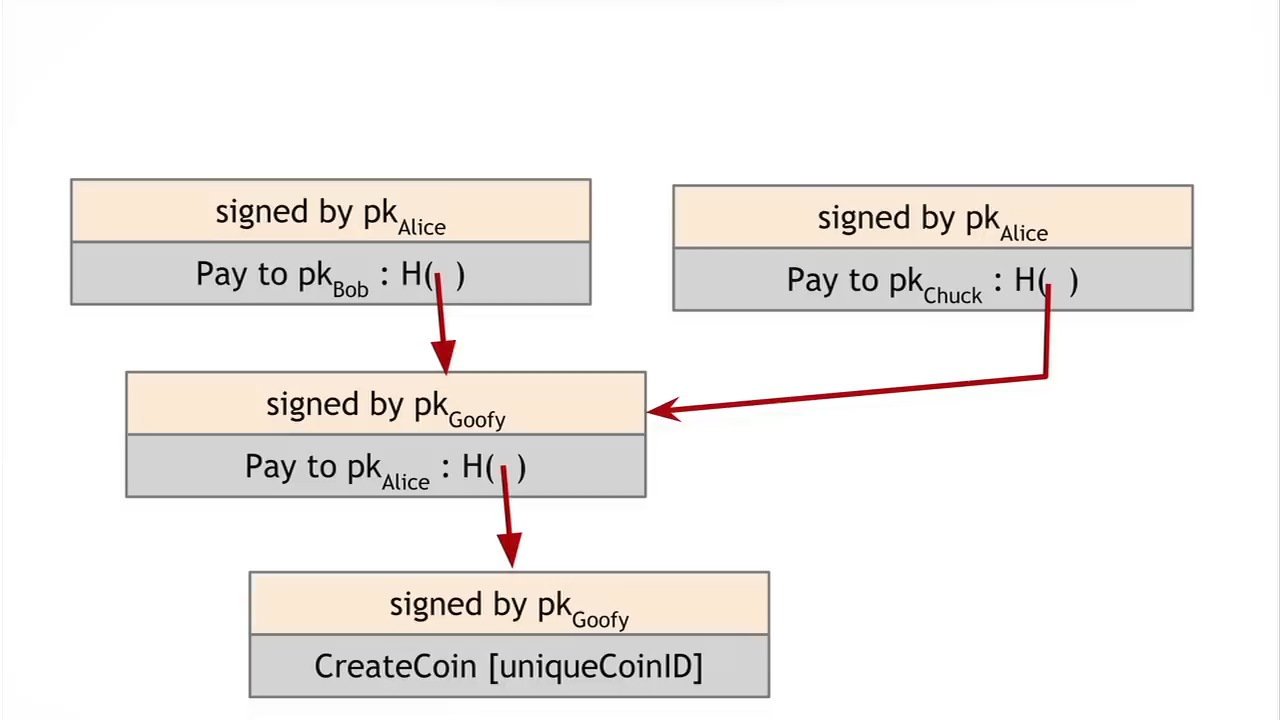 signed by pkAlice
Pay to pkBob : H( )
signed by pkAlice
Pay to pkChuck : H( )
signed by pkGoofy
Pay to pkAlice : H( )
signed by pkGoofy
CreateCoin [uniqueCoinID]